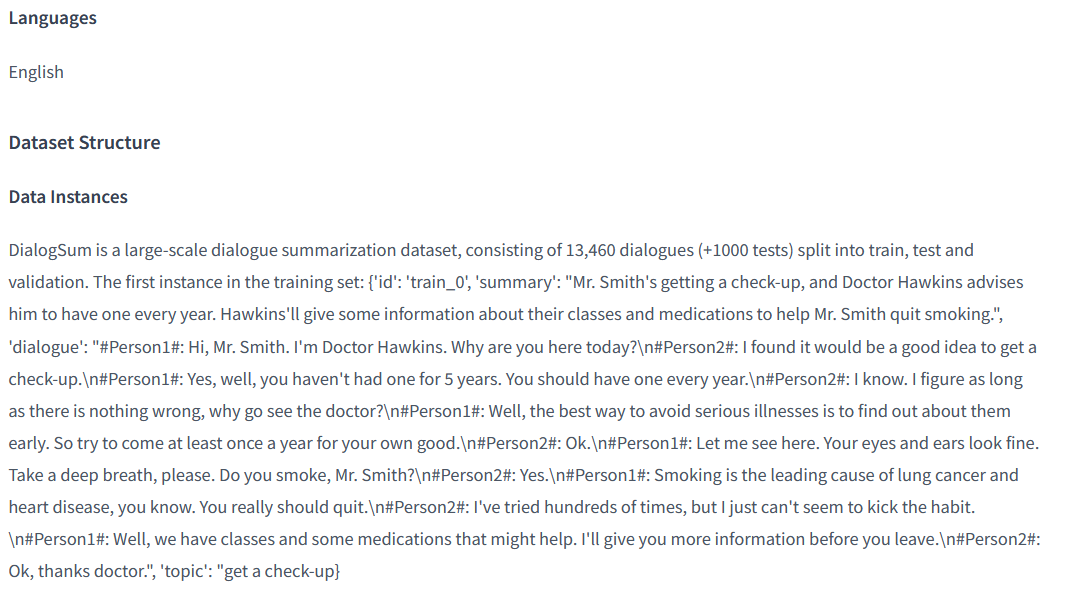 Languages
English
Dataset Structure
Data Instances
DialogSum is a large-scale dialogue summarization dataset, consisting of 13,460 dialogues (+1000 tests) split into train, test and
validation. The first instance in the training set: {'id': 'train_0', 'summary': "Mr. Smith's getting a check-up, and Doctor Hawkins advises
him to have one every year. Hawkins'll give some information about their classes and medications to help Mr. Smith quit smoking.",
'dialogue': "#Person1#: Hi, Mr. Smith. I'm Doctor Hawkins. Why are you here today?\n#Person2#: I found it would be a good idea to get a
check-up.\n#Person1#: Yes, well, you haven't had one for 5 years. You should have one every year.\n#Person2#: I know. I figure as long
as there is nothing wrong, why go see the doctor?\n#Person1#: Well, the best way to avoid serious illnesses is to find out about them
early. So try to come at least once a year for your own good.\n#Person2#: Ok.\n#Person1#: Let me see here. Your eyes and ears look fine.
Take a deep breath, please. Do you smoke, Mr. Smith?\n#Person2#: Yes.\n#Person1#: Smoking is the leading cause of lung cancer and
heart disease, you know. You really should quit.\n#Person2#: I've tried hundreds of times, but I just can't seem to kick the habit.
\n#Person1#: Well, we have classes and some medications that might help. I'll give you more information before you leave.\n#Person2#:
Ok, thanks doctor.", 'topic': "get a check-up}